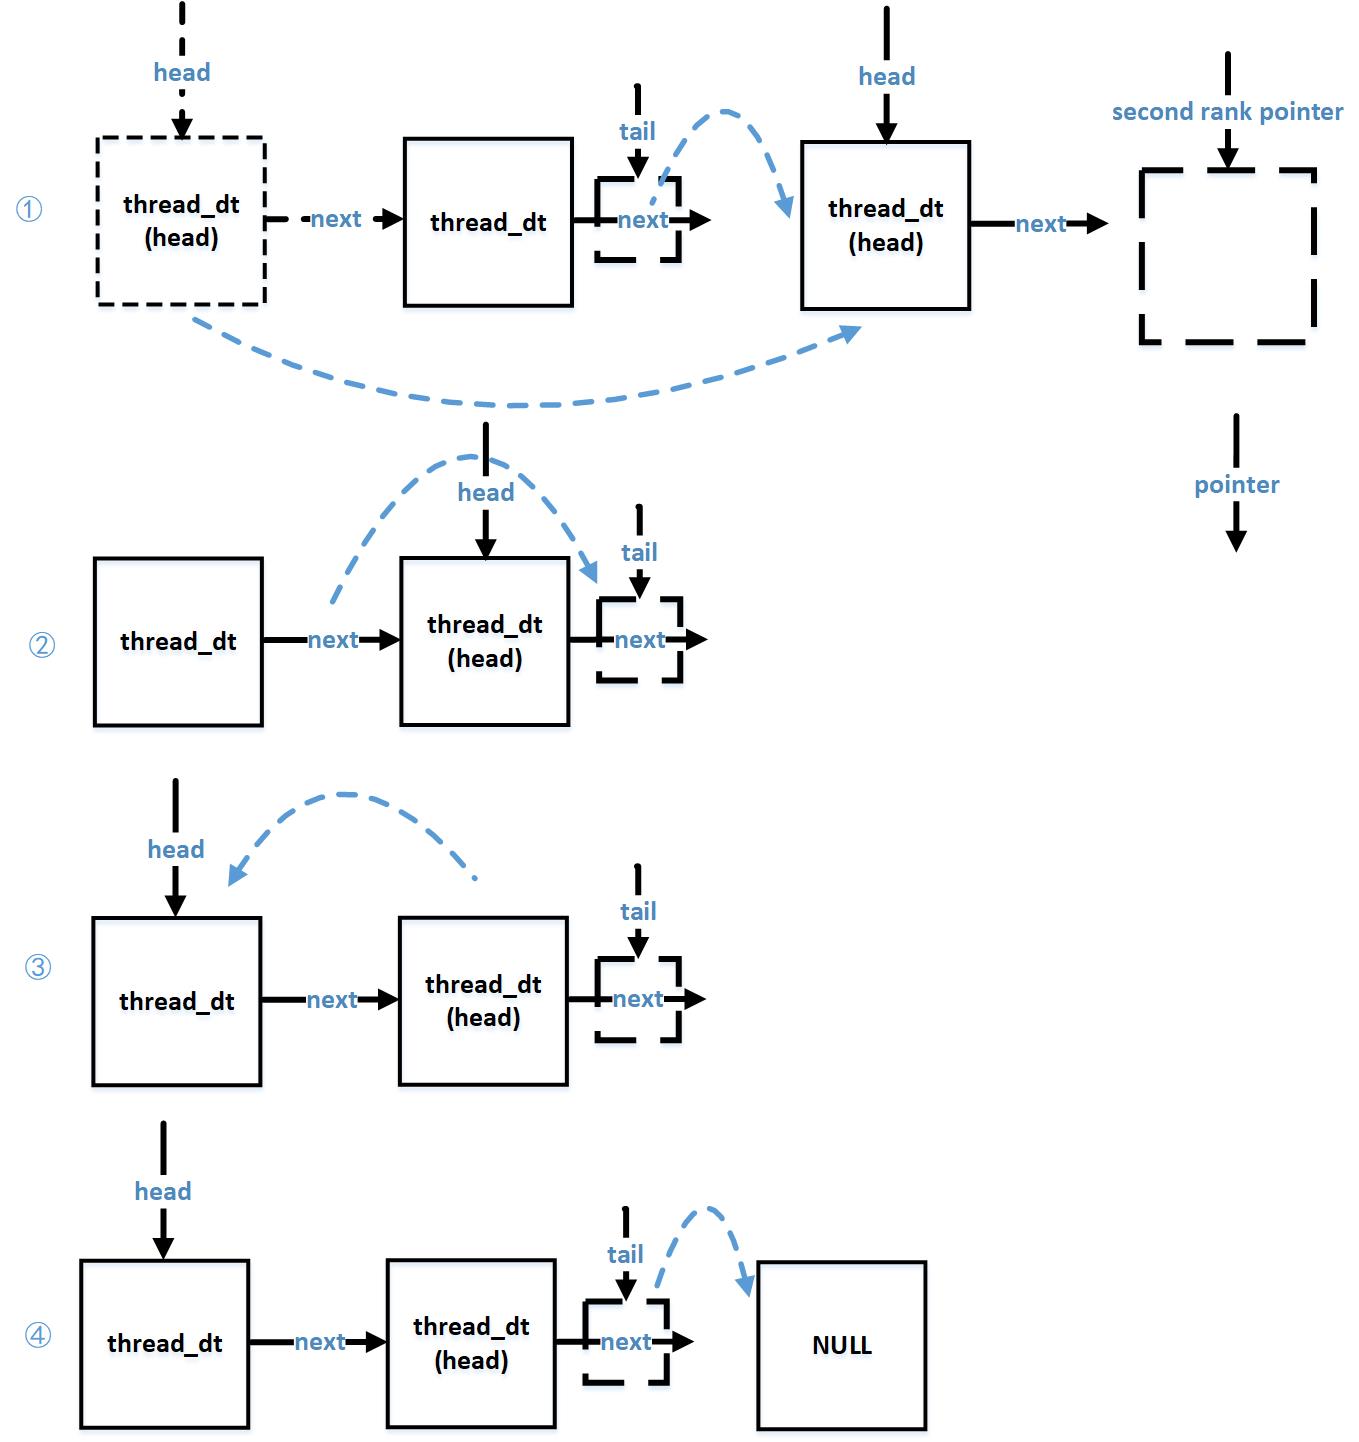 head
head
second rank pointer
tail
①
thread_dt
(head)
next
thread_dt
next
thread_dt
(head)
next
head
pointer
tail
②
thread_dt
next
thread_dt
(head)
next
head
tail
③
thread_dt
next
thread_dt
(head)
next
head
tail
④
thread_dt
next
thread_dt
(head)
next
NULL